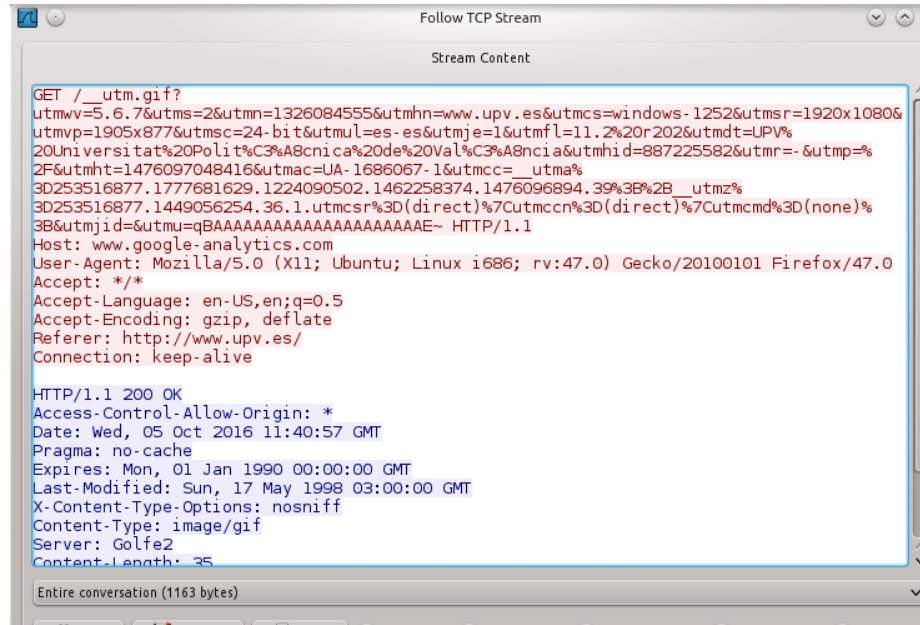 Follow TCP Stream
Stream Content
GET /__utm.gif?
utmwv=5.6.7&utms=2&utmn=1326084555&utmhn=www.upv.es&utmcs=windows-1252&utmsr=1920x1080&
utmvp=1905x877&utmsc=24-bit&utmul=es-es&utmje=1&utmfl=11.2%20r202&utmdt=UPV%
20Universitat%20Polit%C3%A8cnica%20de%20Val%C3%A8ncia&utmhid=887225582&utmr=-&utmp=%
2F&utmht=1476097048416&utmac=UA-1686067-1&utmcc=__utma%
3D253516877.1777681629.1224090502.1462258374.1476096894.39%3B%2B__utmz%
3D253516877.1449056254.36.1.utmcsr%3D(direct)%7Cutmccn%3D(direct)%7Cutmcmd%3D(none)%
3B&utmjid=&utmu=qBAAAAAAAAAAAAAAAAAAAAAE~ HTTP/1.1
Host: www.google-analytics.com
User-Agent: Mozilla/5.0 (X11; Ubuntu; Linux i686; rv:47.0) Gecko/20100101 Firefox/47.0
Accept: */*
Accept-Language: en-US,en;q=0.5
Accept-Encoding: gzip, deflate
Referer: http://www.upv.es/
Connection: keep-alive
HTTP/1.1 200 OK
Access-Control-Allow-Origin: *
Date: Wed, 05 Oct 2016 11:40:57 GMT
Pragma: no-cache
Expires: Mon, 01 Jan 1990 00:00:00 GMT
Last-Modified: Sun, 17 May 1998 03:00:00 GMT
X-Content-Type-Options: nosniff
Content-Type: image/gif
Server: Golfe2
Content-Length: 35
Entire conversation (1163 bytes)